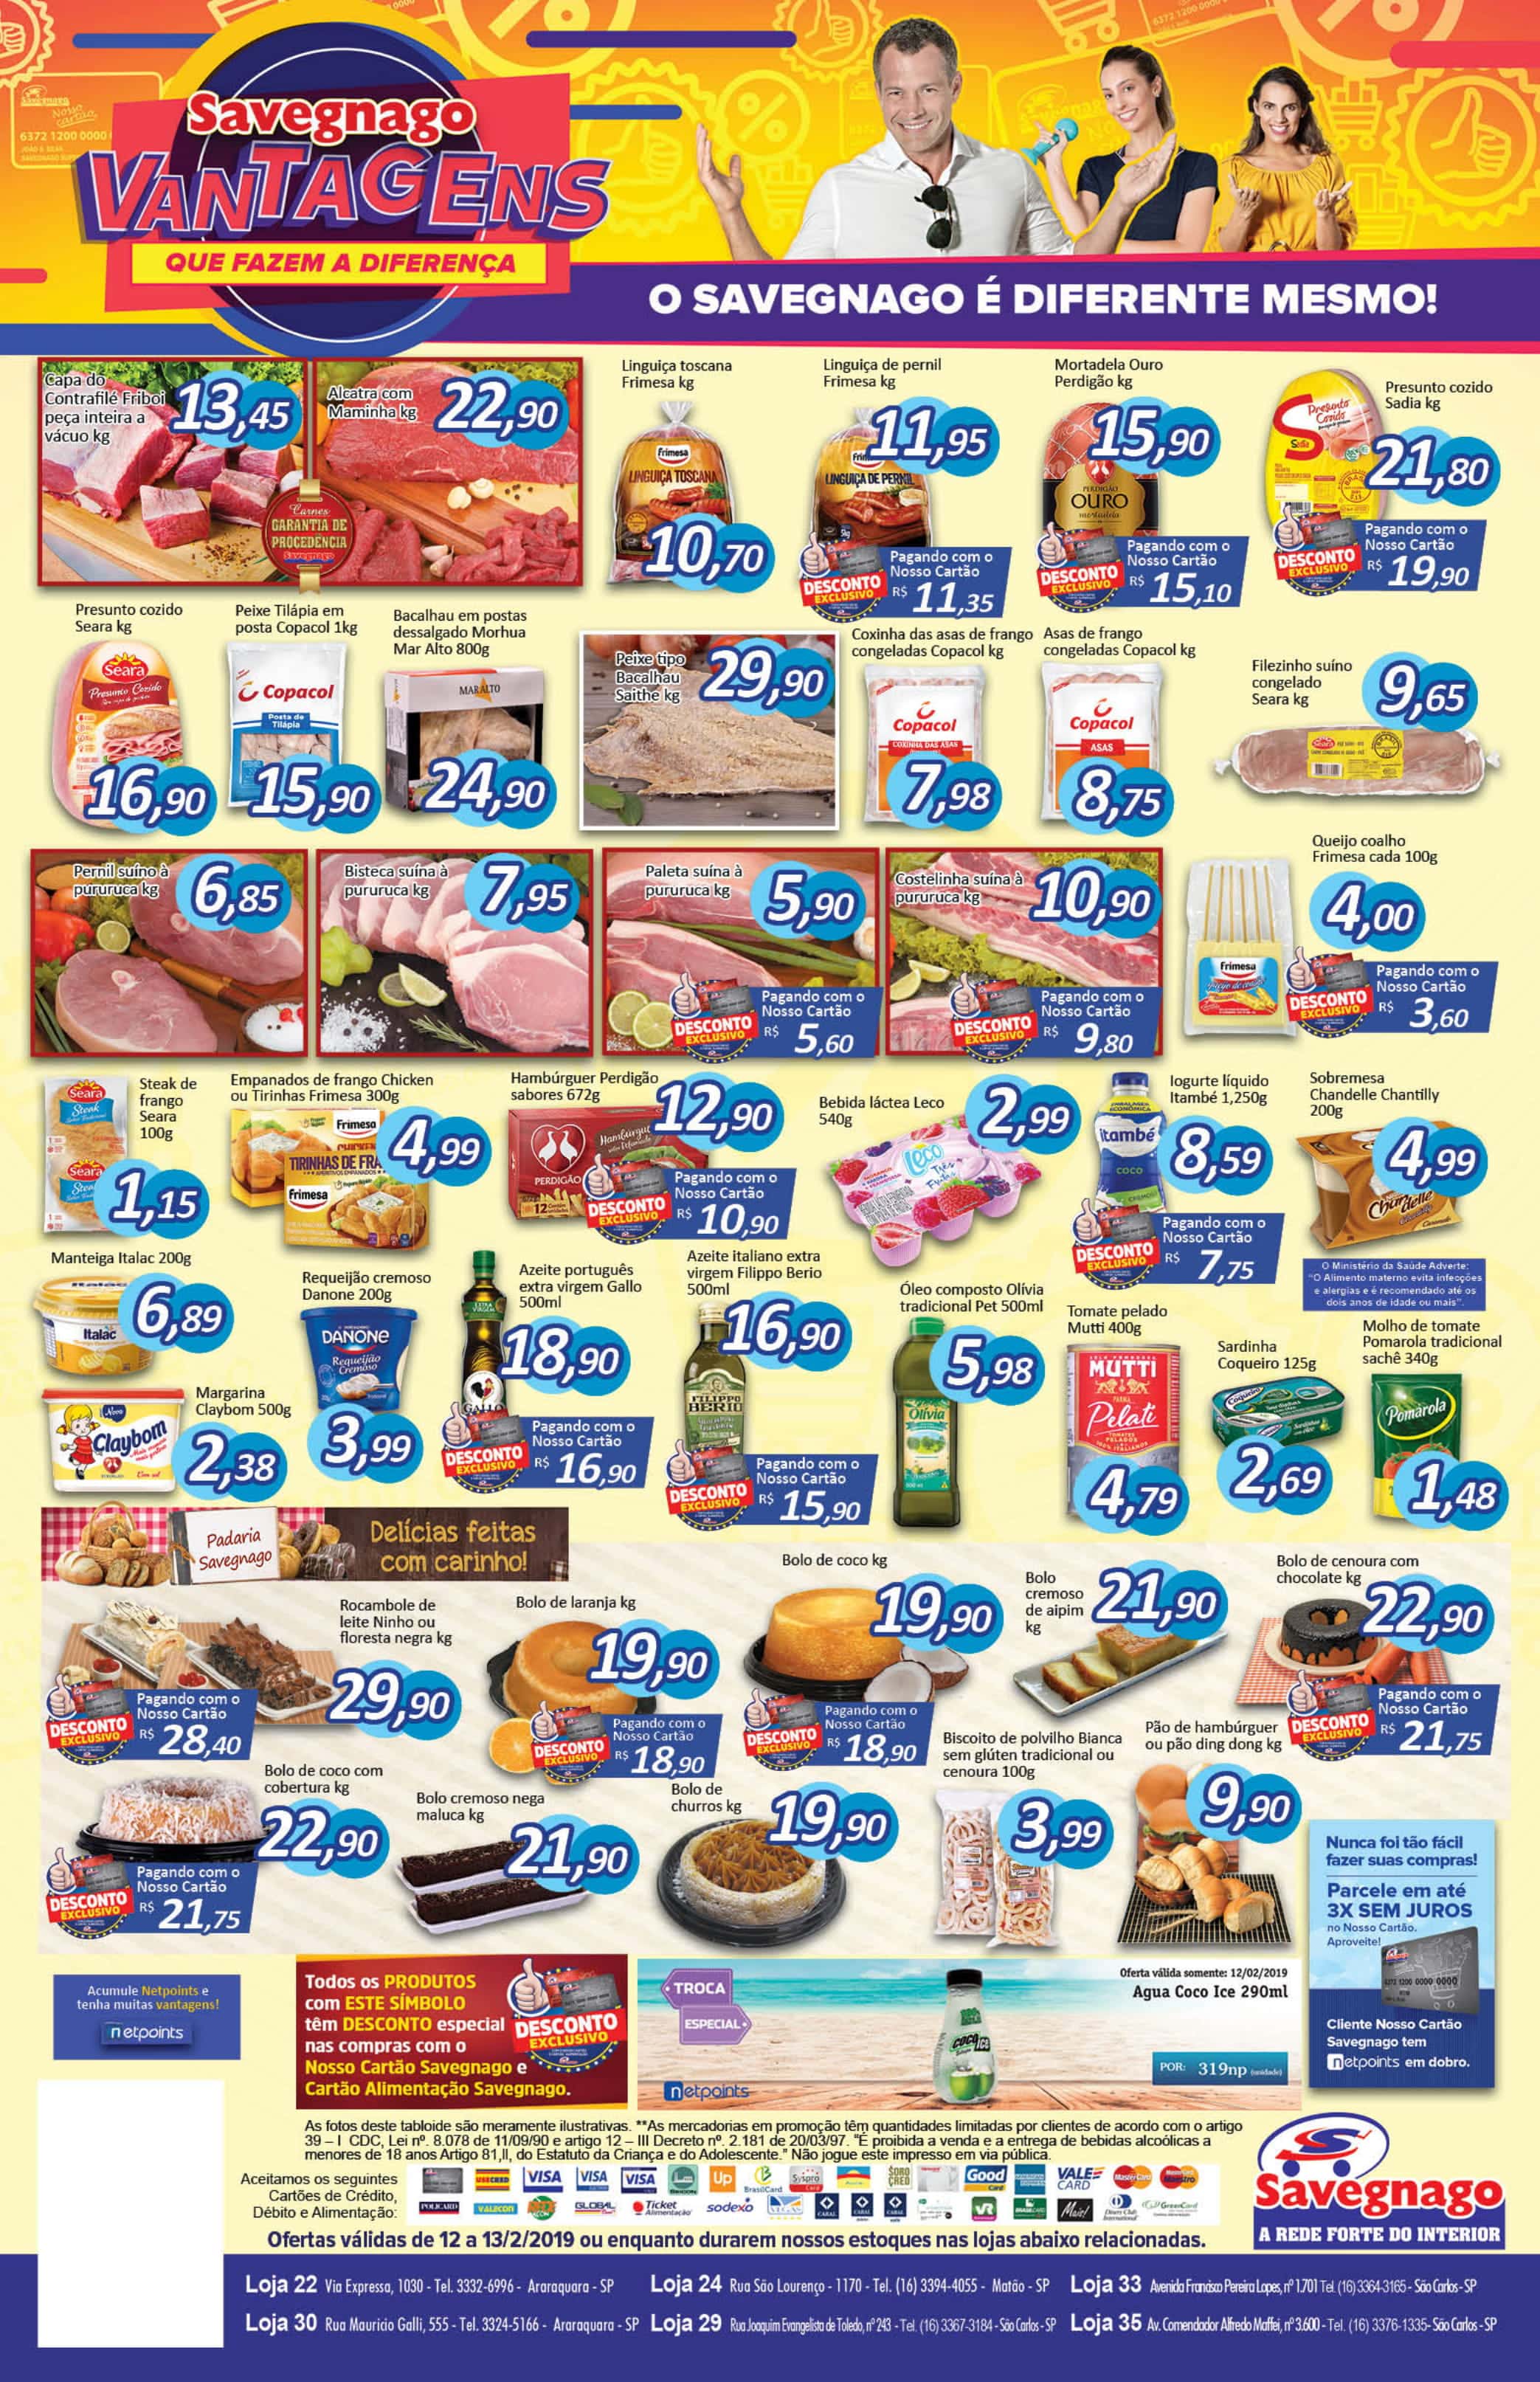 Savegnago
VANTAGENS
QUE FAZEM A DIFERENÇA
O SAVEGNAGO É DIFERENTE MESMO!
Capa do
Contrafilé Friboi
peça inteira a
vácuo kg
13,45
Alcatra com
Maminha kg
22,90
Carnes
GARANTIA DE
PROCEDÊNCIA
Savegnago
Linguiça toscana
Frimesa kg
10,70
Linguiça de pernil
Frimesa kg
11,95
Pagando com o
Nosso Cartão
DESCONTO
EXCLUSIVO
R$ 11,35
Mortadela Ouro
Perdigão kg
15,90
Pagando com o
Nosso Cartão
DESCONTO
EXCLUSIVO
R$ 15,10
Presunto cozido
Sadia kg
21,80
Pagando com o
Nosso Cartão
DESCONTO
EXCLUSIVO
R$ 19,90
Presunto cozido
Seara kg
16,90
Peixe Tilápia em
posta Copacol 1kg
15,90
Bacalhau em postas
dessalgado Morhua
Mar Alto 800g
24,90
Peixe tipo
Bacalhau
Saithe kg
29,90
Coxinha das asas de frango
congeladas Copacol kg
7,98
Asas de frango
congeladas Copacol kg
8,75
Filezinho suíno
congelado
Seara kg
9,65
Pernil suíno à
pururuca kg
6,85
Bisteca suína à
pururuca kg
7,95
Paleta suína à
pururuca kg
5,90
Pagando com o
Nosso Cartão
DESCONTO
EXCLUSIVO
R$ 5,60
Costelinha suína à
pururuca kg
10,90
Pagando com o
Nosso Cartão
DESCONTO
EXCLUSIVO
R$ 9,80
Queijo coalho
Frimesa cada 100g
4,00
Pagando com o
Nosso Cartão
DESCONTO
EXCLUSIVO
R$ 3,60
Steak de
frango
Seara
100g
1,15
Empanados de frango Chicken
ou Tirinhas Frimesa 300g
4,99
Hambúrguer Perdigão
sabores 672g
12,90
Pagando com o
Nosso Cartão
DESCONTO
EXCLUSIVO
R$ 10,90
Bebida láctea Leco
540g
2,99
Iogurte líquido
Itambé 1,250g
8,59
Pagando com o
Nosso Cartão
DESCONTO
EXCLUSIVO
R$ 7,75
Sobremesa
Chandelle Chantilly
200g
4,99
O Ministério da Saúde Adverte:
"O Alimento materno evita infecções
e alergias e é recomendado até os
dois anos de idade ou mais".
Manteiga Italac 200g
6,89
Margarina
Claybom 500g
2,38
Requeijão cremoso
Danone 200g
3,99
Azeite português
extra virgem Gallo
500ml
18,90
Pagando com o
Nosso Cartão
DESCONTO
EXCLUSIVO
R$ 16,90
Azeite italiano extra
virgem Filippo Berio
500ml
16,90
Pagando com o
Nosso Cartão
DESCONTO
EXCLUSIVO
R$ 15,90
Óleo composto Olívia
tradicional Pet 500ml
5,98
Tomate pelado
Mutti 400g
4,79
Sardinha
Coqueiro 125g
2,69
Molho de tomate
Pomarola tradicional
sachê 340g
1,48
Padaria
Savegnago
Delícias feitas
com carinho!
Rocambole de
leite Ninho ou
floresta negra kg
29,90
Pagando com o
Nosso Cartão
DESCONTO
EXCLUSIVO
R$ 28,40
Bolo de laranja kg
19,90
Pagando com o
Nosso Cartão
DESCONTO
EXCLUSIVO
R$ 18,90
Bolo de coco kg
19,90
Pagando com o
Nosso Cartão
DESCONTO
EXCLUSIVO
R$ 18,90
Bolo
cremoso
de aipim
kg
21,90
Bolo de cenoura com
chocolate kg
22,90
Pagando com o
Nosso Cartão
DESCONTO
EXCLUSIVO
R$ 21,75
Bolo de coco com
cobertura kg
22,90
Pagando com o
Nosso Cartão
DESCONTO
EXCLUSIVO
R$ 21,75
Bolo cremoso nega
maluca kg
21,90
Bolo de
churros kg
19,90
Biscoito de polvilho Bianca
sem glúten tradicional ou
cenoura 100g
3,99
Pão de hambúrguer
ou pão ding dong kg
9,90
Nunca foi tão fácil
fazer suas compras!
Parcele em até
3X SEM JUROS
no Nosso Cartão.
Aproveite!
Cliente Nosso Cartão
Savegnago tem
netpoints em dobro.
Acumule Netpoints e
tenha muitas vantagens!
netpoints
Todos os PRODUTOS
com ESTE SÍMBOLO
têm DESCONTO especial
nas compras com o
Nosso Cartão Savegnago e
Cartão Alimentação Savegnago.
DESCONTO
EXCLUSIVO
TROCA
ESPECIAL
netpoints
Oferta válida somente: 12/02/2019
Agua Coco Ice 290ml
POR: 319np (unidade)
As fotos deste tabloide são meramente ilustrativas. **As mercadorias em promoção têm quantidades limitadas por clientes de acordo com o artigo
39 – I CDC, Lei nº. 8.078 de 11/09/90 e artigo 12 – III Decreto nº. 2.181 de 20/03/97. "É proibida a venda e a entrega de bebidas alcoólicas a
menores de 18 anos Artigo 81,II, do Estatuto da Criança e do Adolescente." Não jogue este impresso em via pública.
Aceitamos os seguintes
Cartões de Crédito,
Débito e Alimentação:
Savegnago
A REDE FORTE DO INTERIOR
Ofertas válidas de 12 a 13/2/2019 ou enquanto durarem nossos estoques nas lojas abaixo relacionadas.
Loja 22 Via Expressa, 1030 - Tel. 3332-6996 - Araraquara - SP
Loja 24 Rua São Lourenço - 1170 - Tel. (16) 3394-4055 - Matão - SP
Loja 33 Avenida Francisco Pereira Lopes, nº 1.701 Tel. (16) 3364-3165 - São Carlos - SP
Loja 30 Rua Mauricio Galli, 555 - Tel. 3324-5166 - Araraquara - SP
Loja 29 Rua Joaquim Evangelista de Toledo, nº 243 - Tel. (16) 3367-3184 - São Carlos - SP
Loja 35 Av. Comendador Alfredo Maffei, nº 3.600 - Tel. (16) 3376-1335- São Carlos - SP